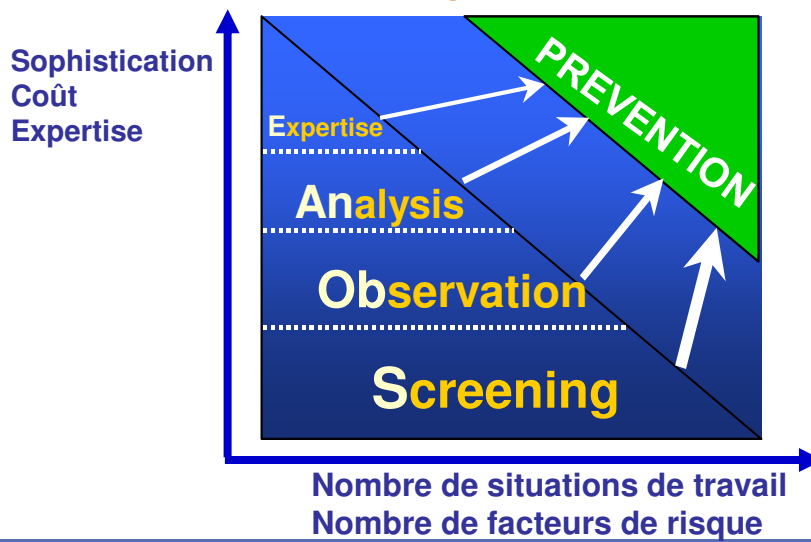 Sophistication
Coût
Expertise
PREVENTION
Expertise
Analysis
Observation
Screening
Nombre de situations de travail
Nombre de facteurs de risque